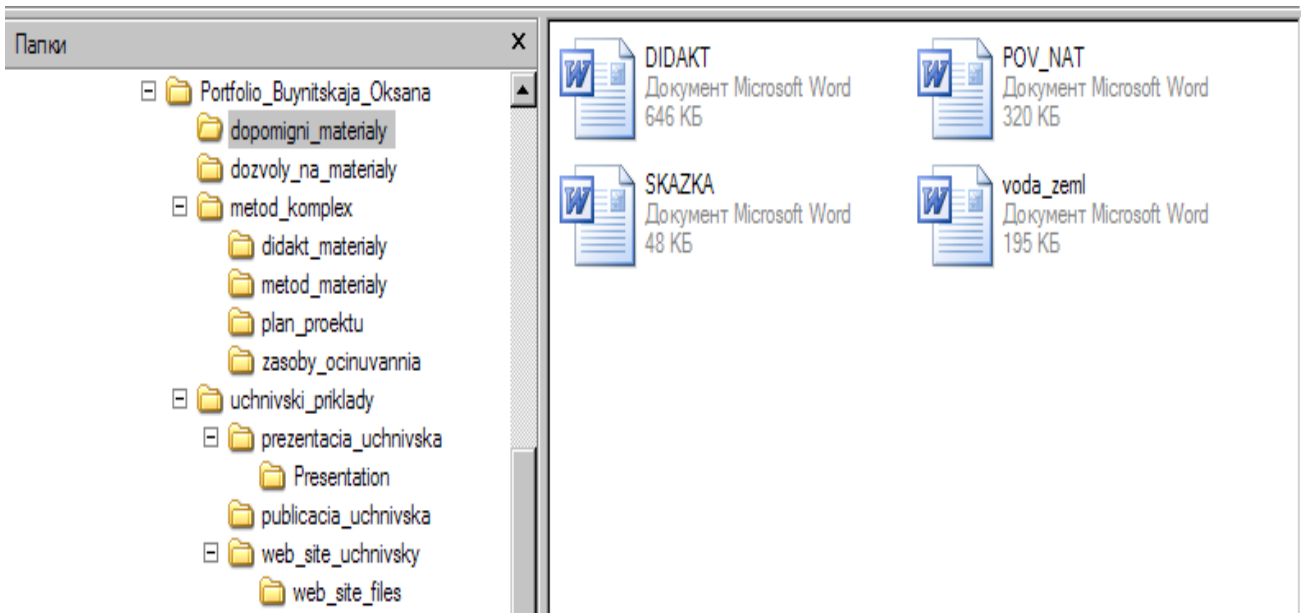 Папки
X
Portfolio_Buynitskaja_Oksana
dopomigni_materialy
dozvoly_na_materialy
metod_komplex
didakt_materialy
metod_materialy
plan_proektu
zasoby_ocinuvannia
uchnivski_priklady
prezentacia_uchnivska
Presentation
publicacia_uchnivska
web_site_uchnivsky
web_site_files
DIDAKT
Документ Microsoft Word
646 КБ
POV_NAT
Документ Microsoft Word
320 КБ
SKAZKA
Документ Microsoft Word
48 КБ
voda_zeml
Документ Microsoft Word
195 КБ